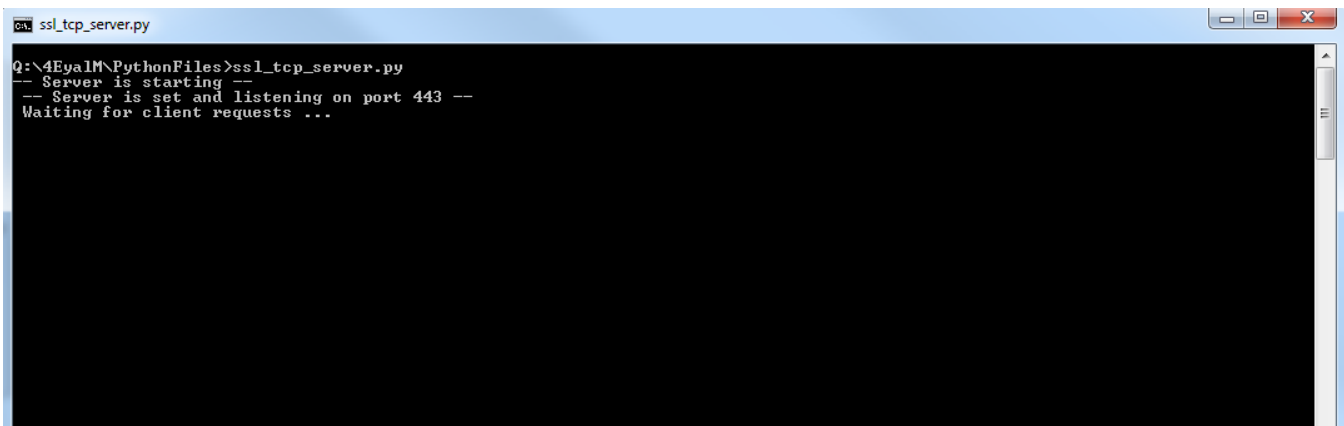 ssl_tcp_server.py
Q:\4EyalM\PythonFiles>ssl_tcp_server.py
-- Server is starting --
-- Server is set and listening on port 443 --
Waiting for client requests ...